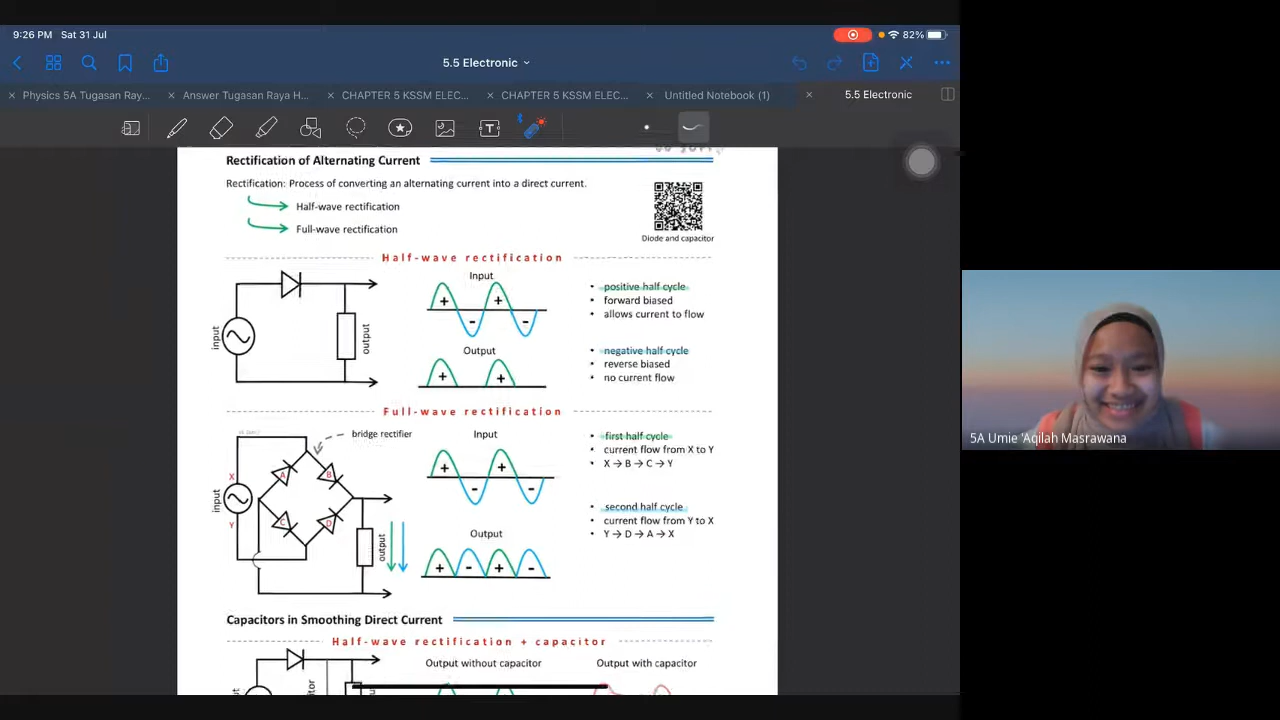 9:26 PM Sat 31 Jul
82%
5.5 Electronic
Physics 5A Tugasan Ray...
Answer Tugasan Raya H...
CHAPTER 5 KSSM ELEC...
CHAPTER 5 KSSM ELEC...
Untitled Notebook (1)
5.5 Electronic
Rectification of Alternating Current
Rectification: Process of converting an alternating current into a direct current.
Half-wave rectification
Full-wave rectification
Diode and capacitor
Half-wave rectification
input
output
Input
+ +
- -
Output
+ +
• positive half cycle
• forward biased
• allows current to flow
• negative half cycle
• reverse biased
• no current flow
Full-wave rectification
bridge rectifier
X
Y
input
A
B
C
D
output
Input
+ +
- -
Output
+ - + -
• first half cycle
• current flow from X to Y
• X → B → C → Y
• second half cycle
• current flow from Y to X
• Y → D → A → X
Capacitors in Smoothing Direct Current
Half-wave rectification + capacitor
Output without capacitor
Output with capacitor
5A Umie 'Aqilah Masrawana